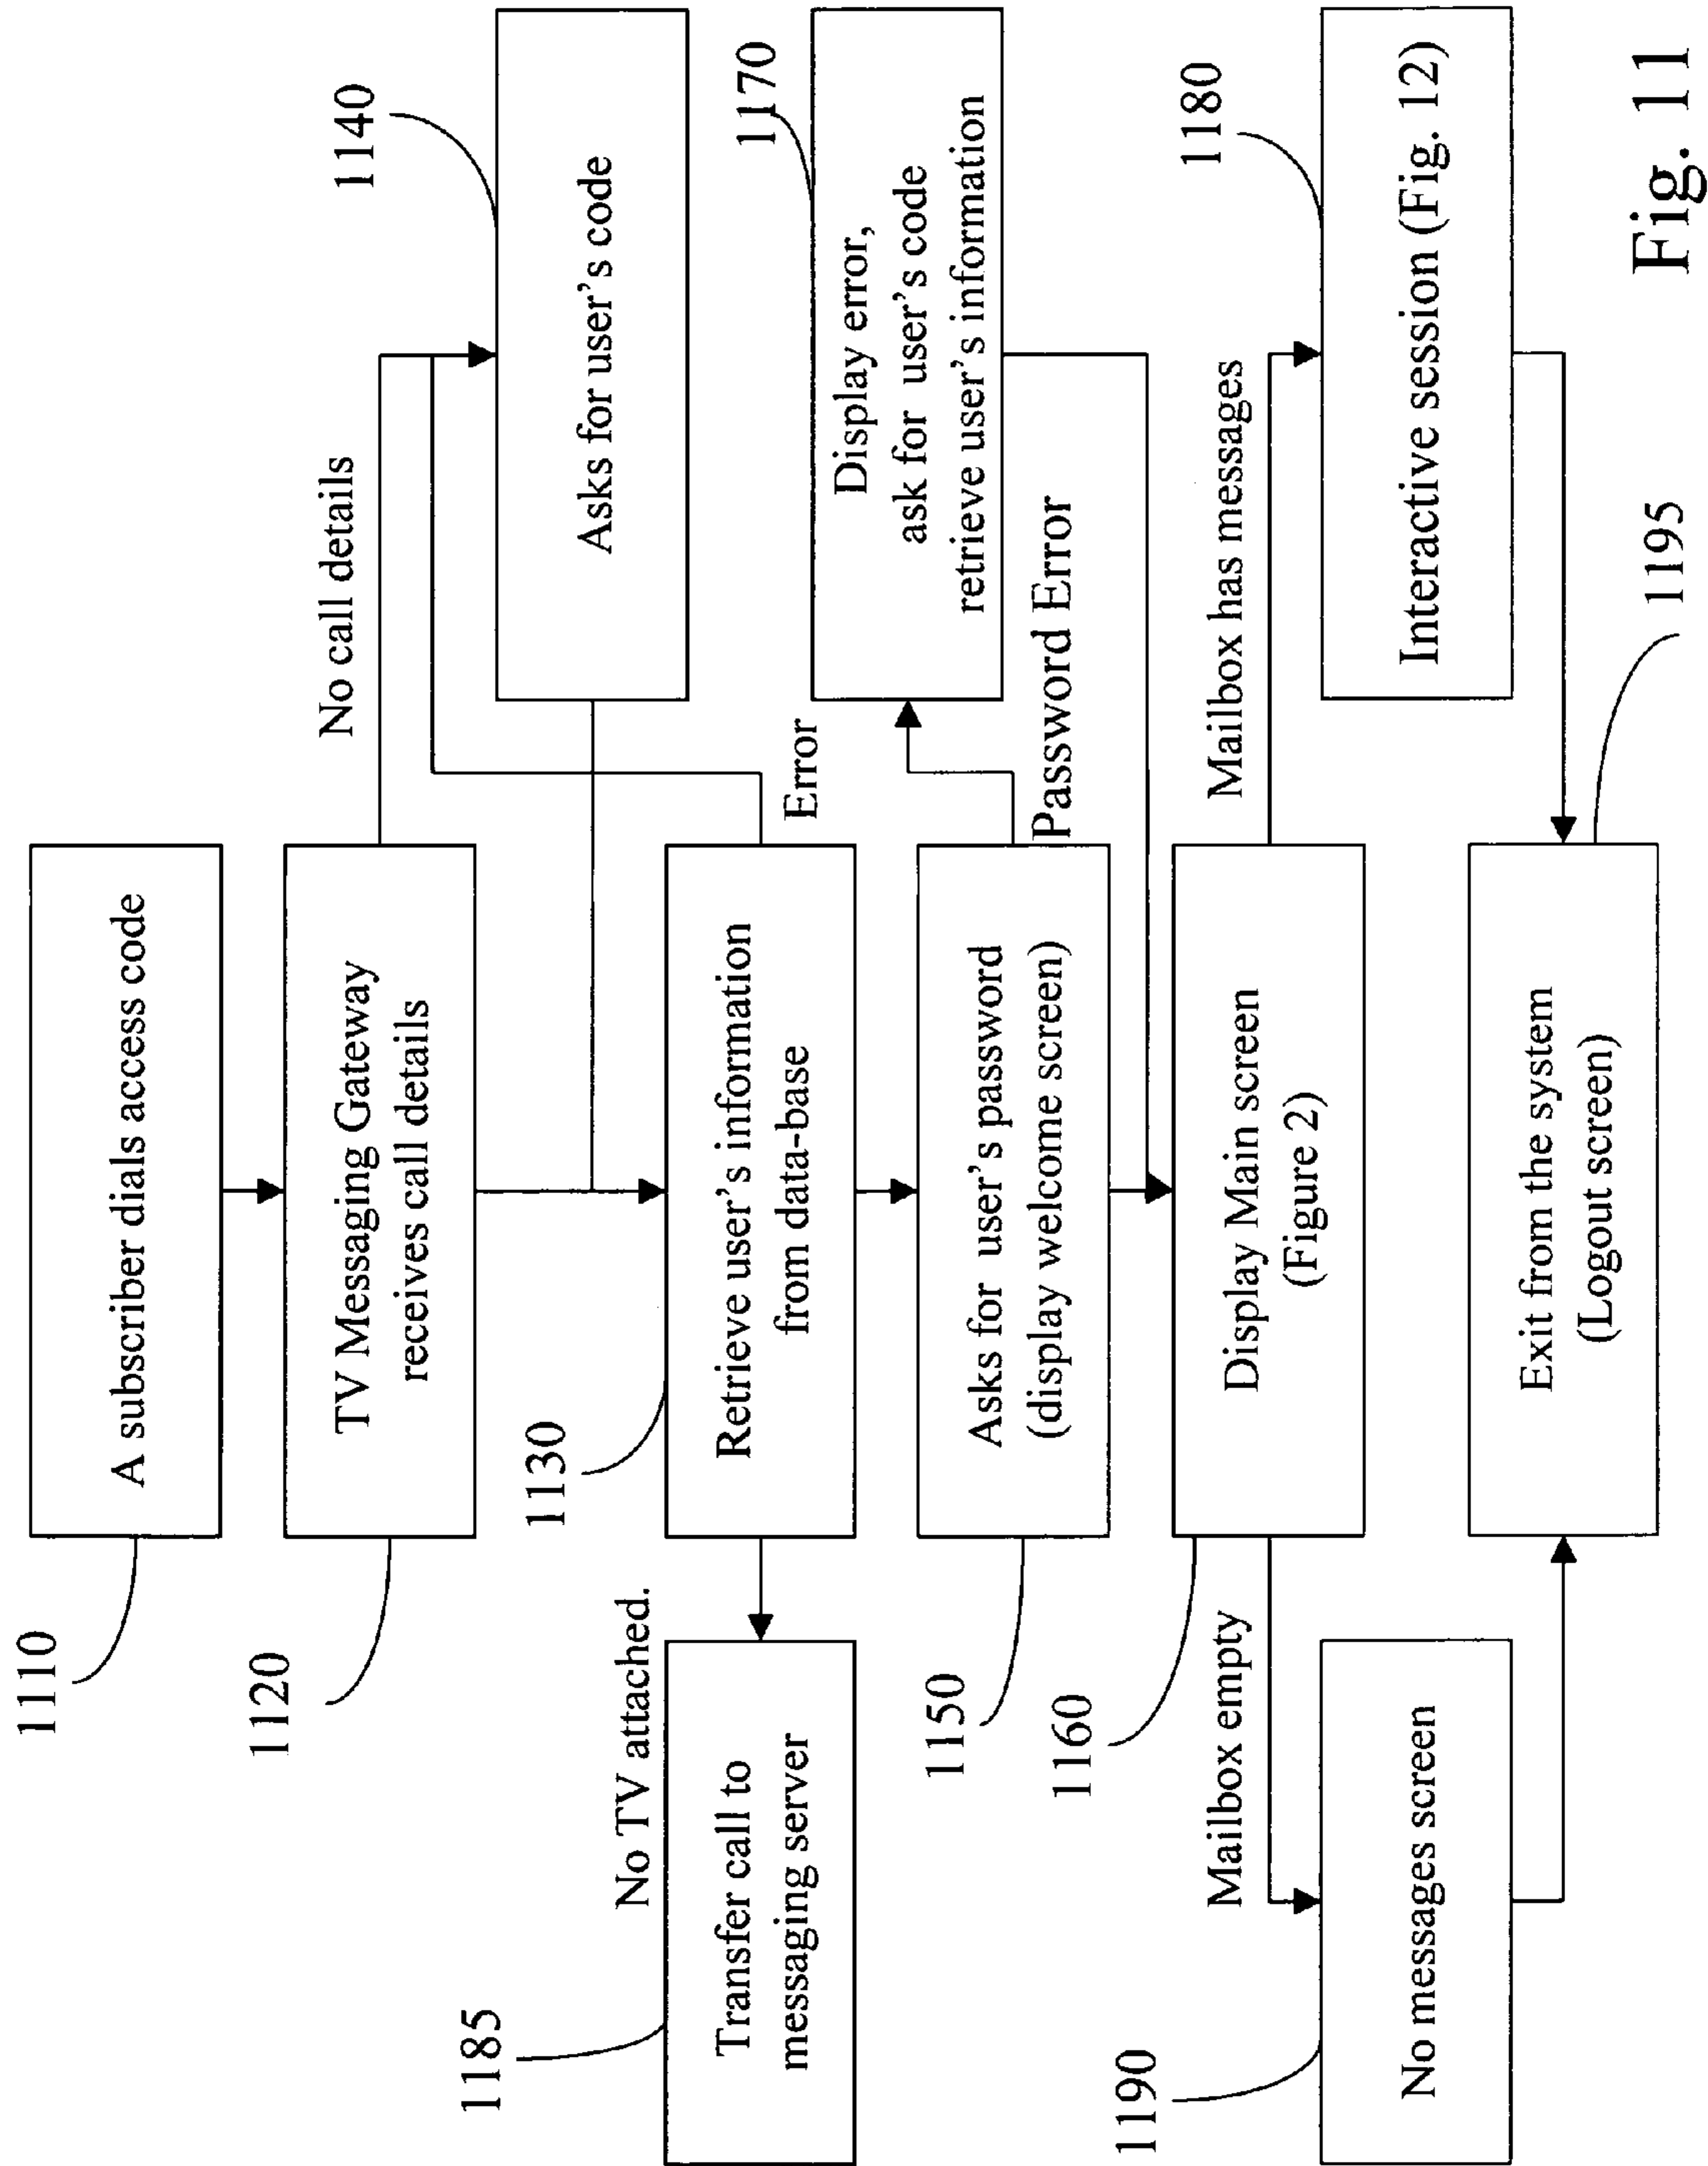 1110
A subscriber dials access code
1120
TV Messaging Gateway
receives call details
No call details
1140
Asks for user's code
1130
Retrieve user's information
from data-base
Error
No TV attached.
1185
Transfer call to
messaging server
1150
Asks for user's password
(display welcome screen)
1170
Display error,
ask for user's code
retrieve user's information
Password Error
1160
Display Main screen
(Figure 2)
Mailbox empty
Mailbox has messages
1190
No messages screen
1180
Interactive session (Fig. 12)
Exit from the system
(Logout screen)
1195
Fig. 11